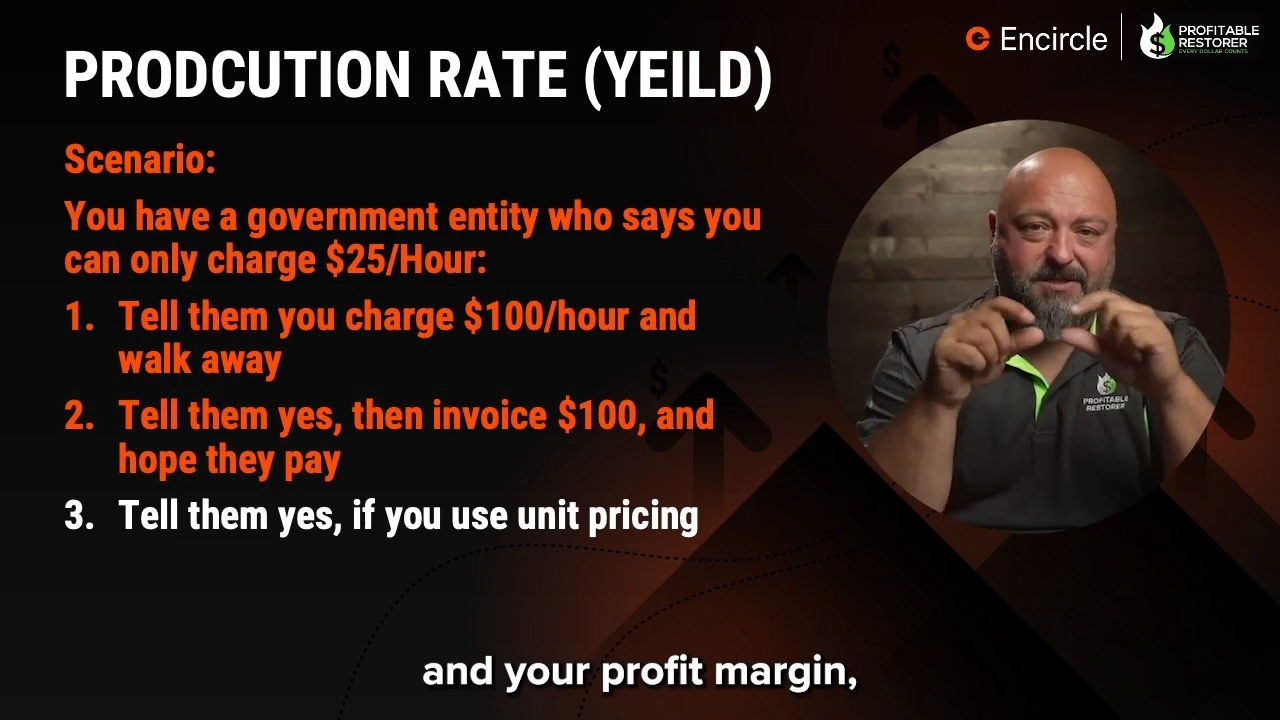 Encircle
PROFITABLE
RESTORER
EVERY DOLLAR COUNTS
PRODCUTION RATE (YEILD)
Scenario:
You have a government entity who says you
can only charge $25/Hour:
1. Tell them you charge $100/hour and
walk away
2. Tell them yes, then invoice $100, and
hope they pay
3. Tell them yes, if you use unit pricing
$
$
PROFITABLE
RESTORER
and your profit margin,